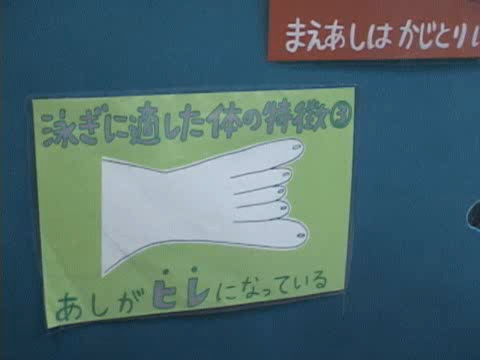 まえあしは かじとり
泳ぎに適した体の特徴③
あしがヒレになっている